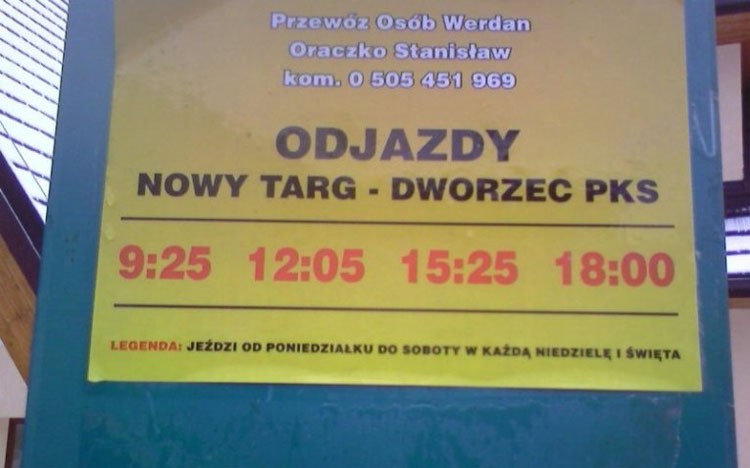 Przewóz Osób Werdan
Oraczko Stanisław
kom. 0 505 451 969
ODJAZDY
NOWY TARG - DWORZEC PKS
9:25 12:05 15:25 18:00
LEGENDA: JEŹDZI OD PONIEDZIAŁKU DO SOBOTY W KAŻDĄ NIEDZIELĘ I ŚWIĘTA